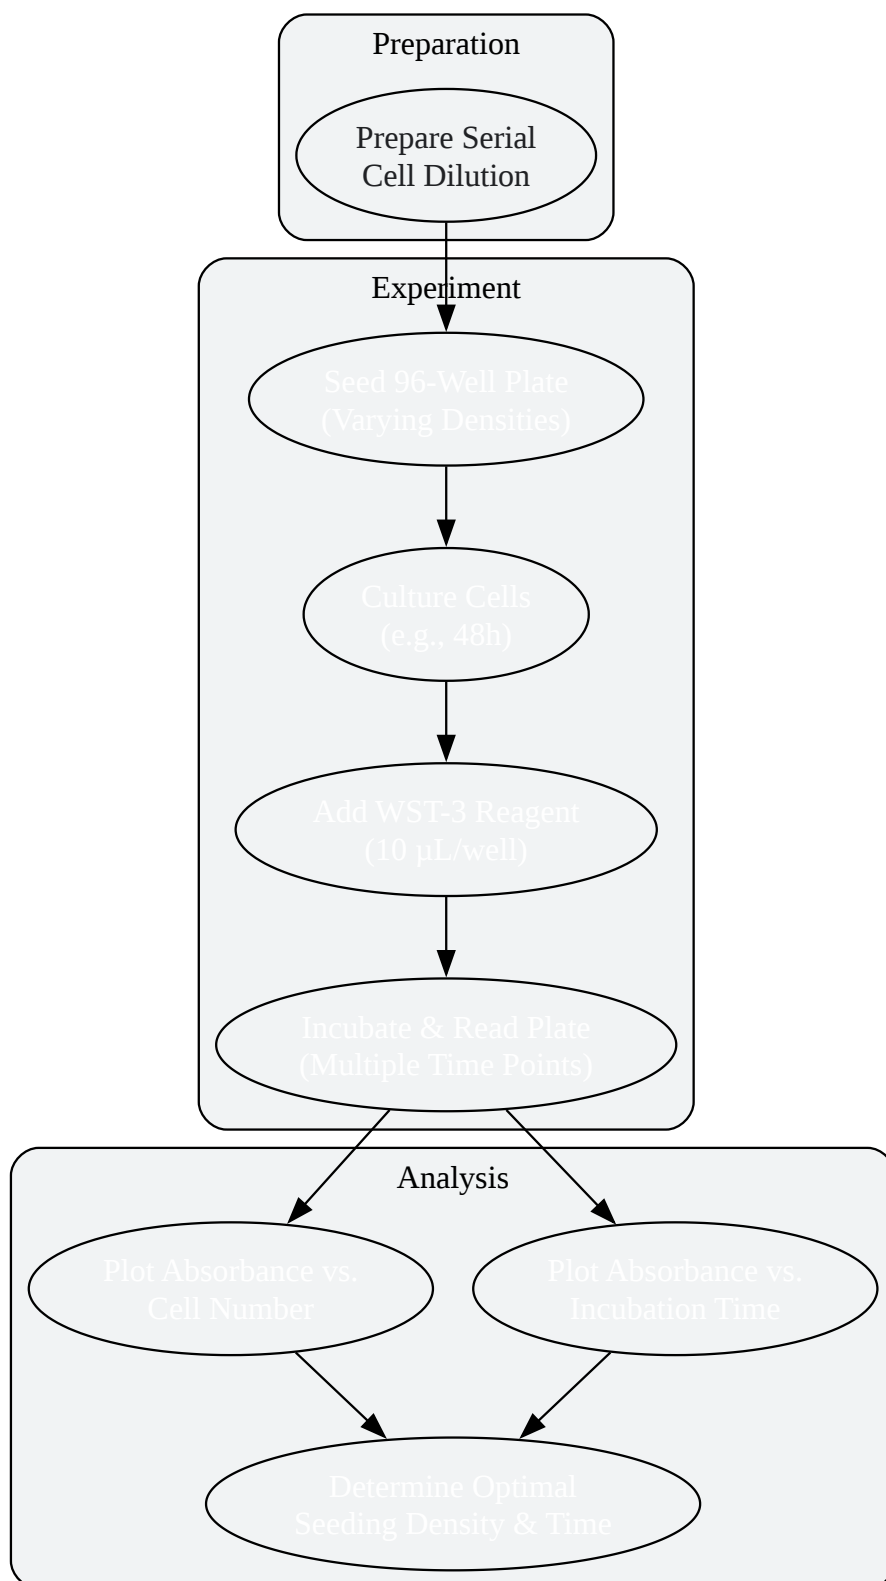 Preparation
Prepare Serial
Cell Dilution
Experiment
Seed 96-Well Plate
(Varying Densities)
Culture Cells
(e.g., 48h)
Add WST-3 Reagent
(10 µL/well)
Incubate & Read Plate
(Multiple Time Points)
Analysis
Plot Absorbance vs.
Cell Number
Plot Absorbance vs.
Incubation Time
Determine Optimal
Seeding Density & Time